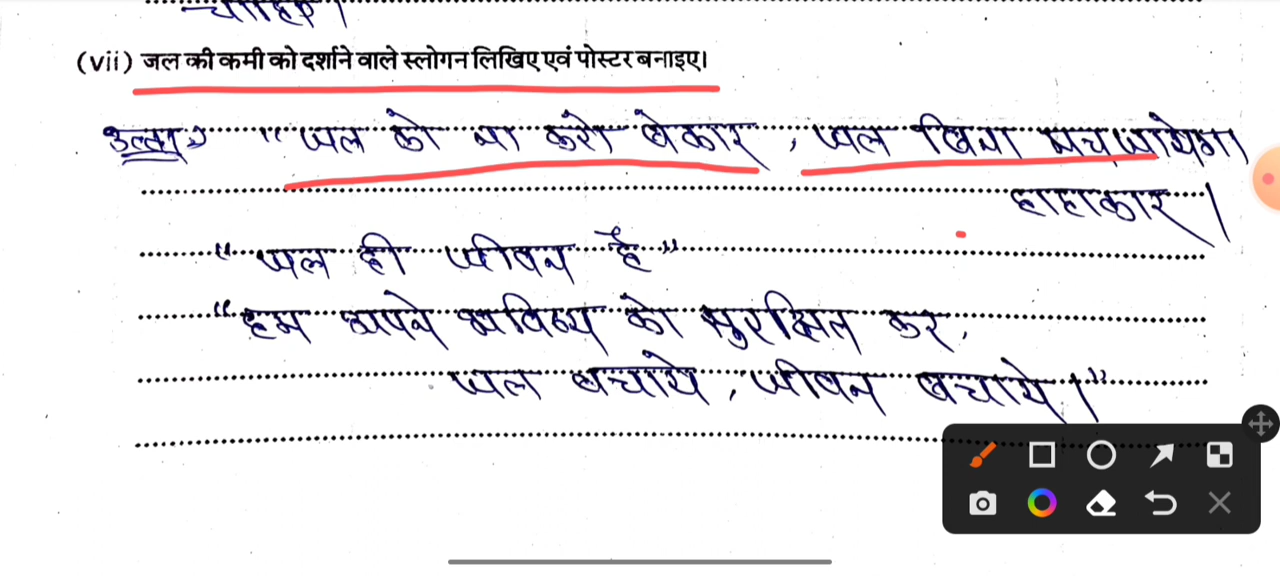 चाहिए।
(vii) जल की कमी को दर्शाने वाले स्लोगन लिखिए एवं पोस्टर बनाइए।
उत्तर→ “जल को ना करो बेकार, जल बिना मच जायेगा
हाहाकार।
“जल ही जीवन है”
“हम अपने भविष्य को सुरक्षित कर,
जल बचाये, जीवन बचाये।”